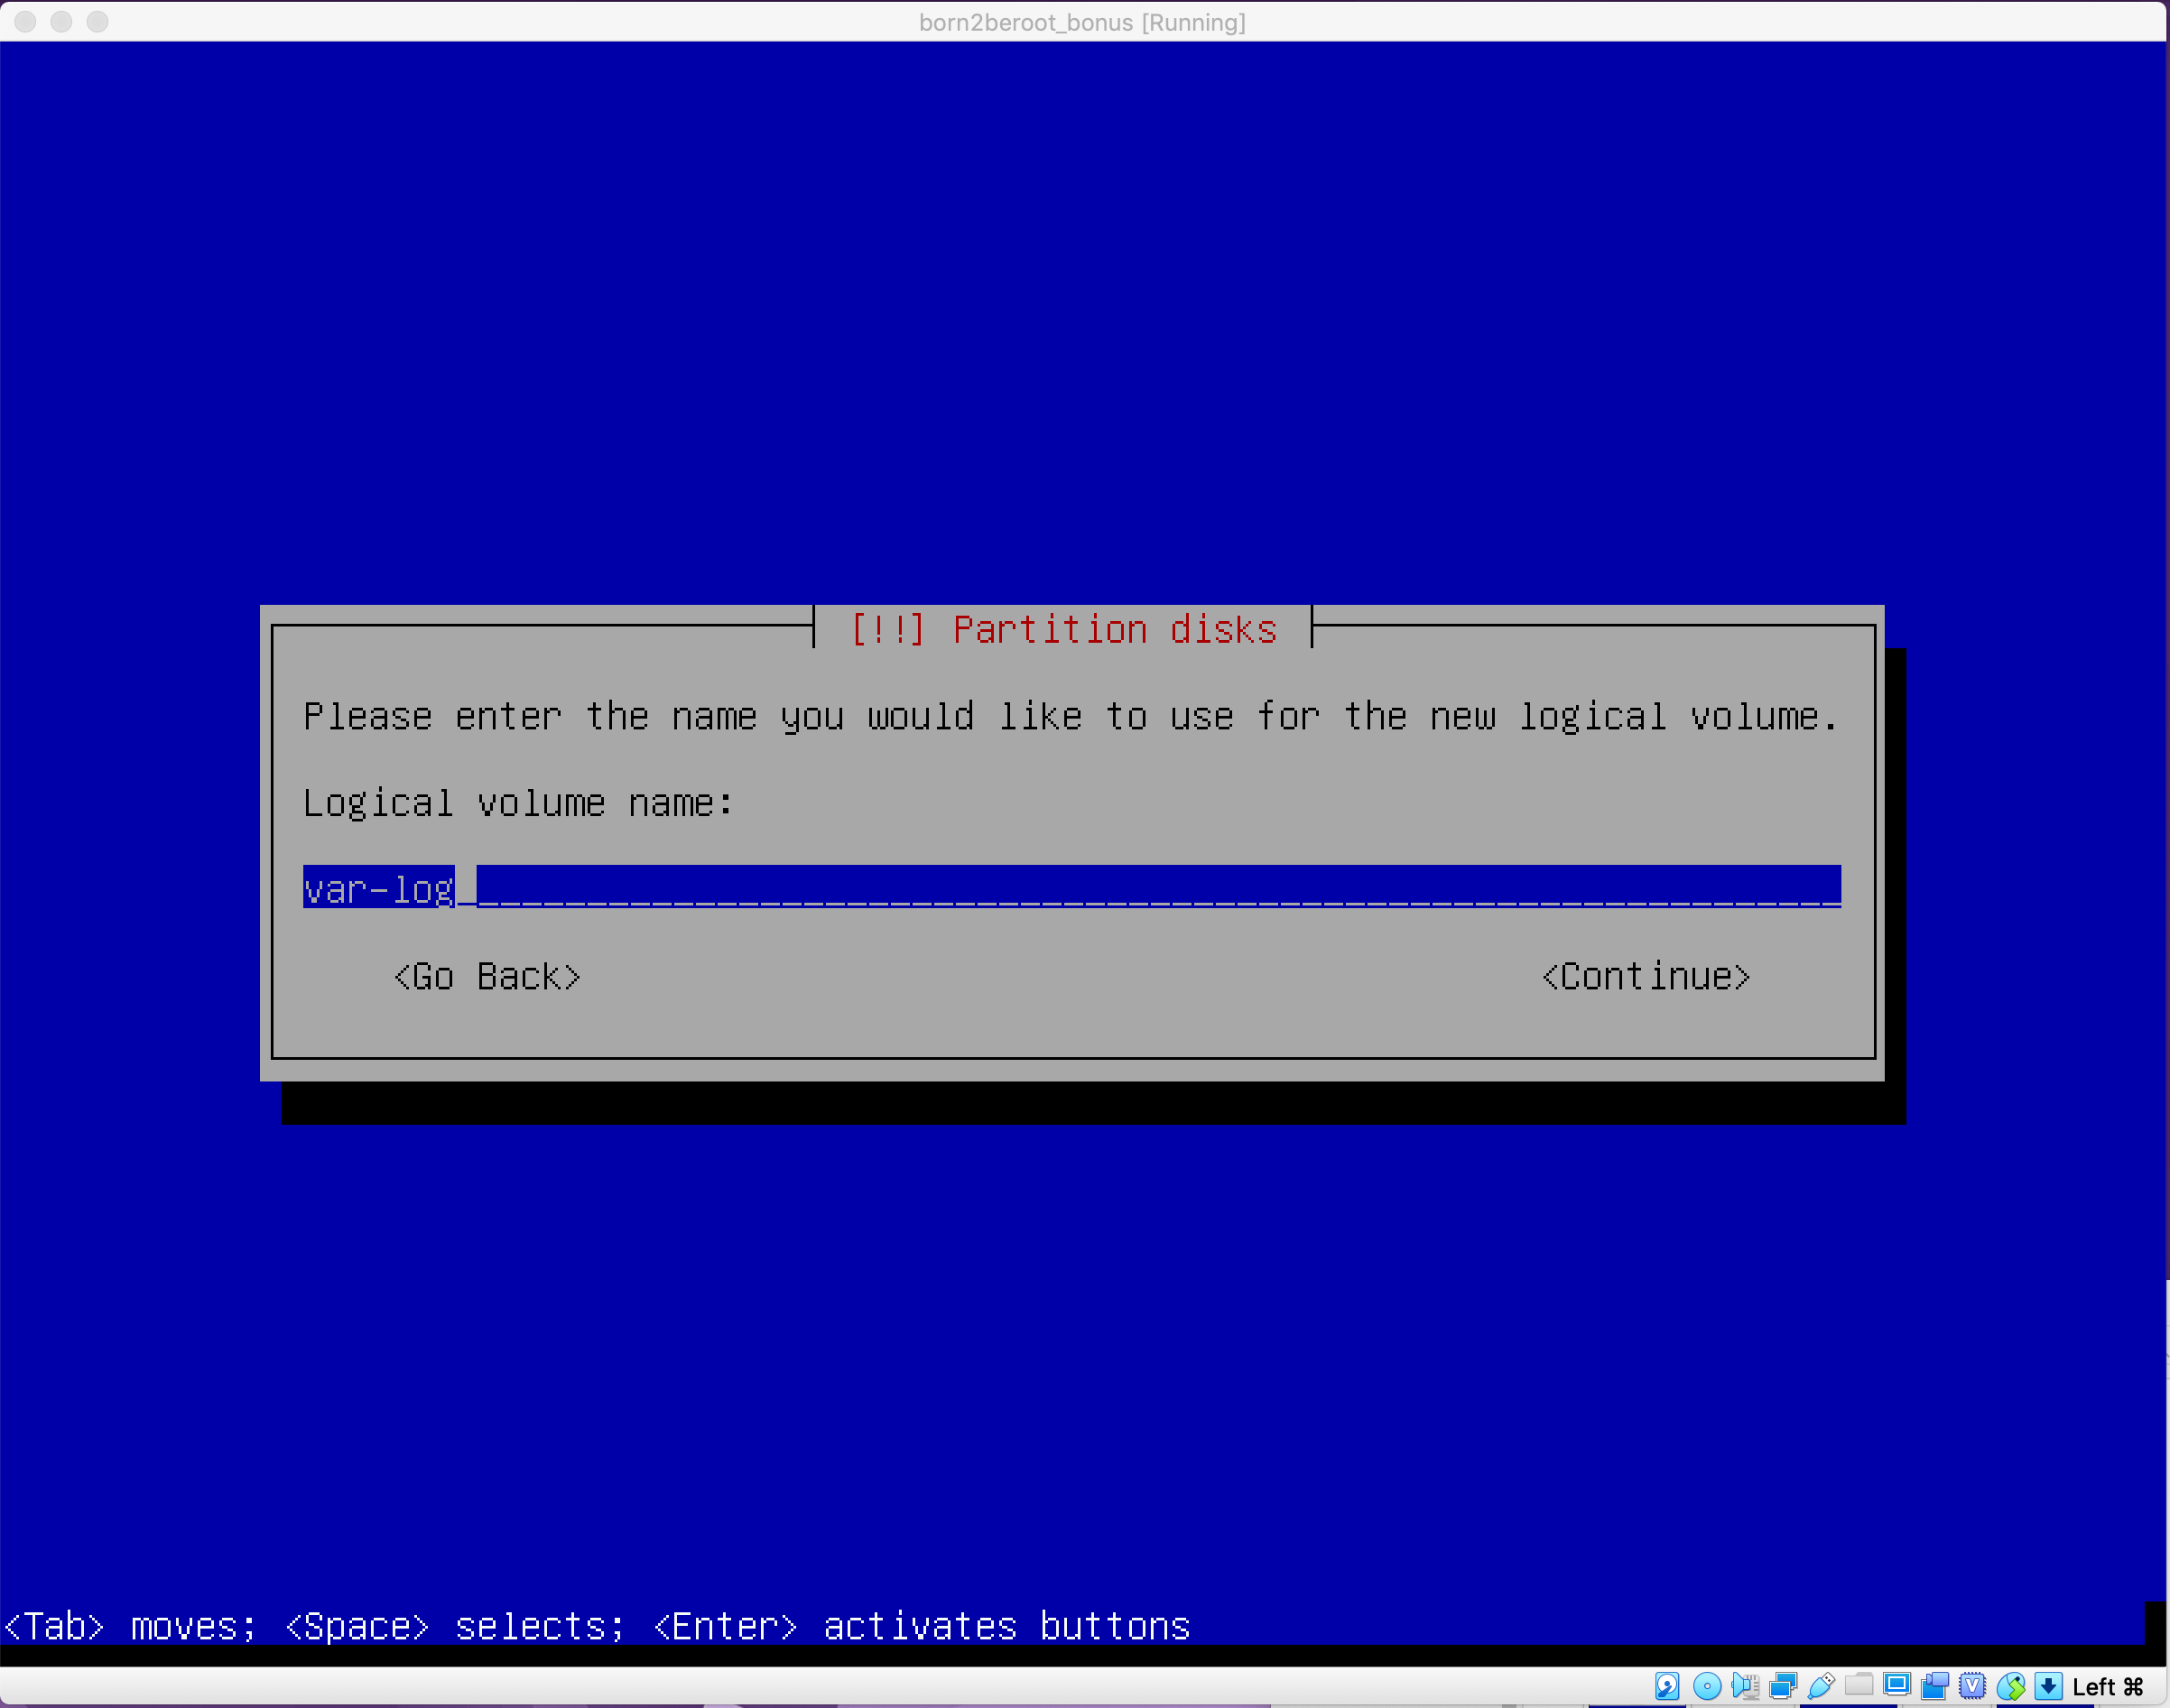 born2beroot_bonus [Running]
[!!] Partition disks
Please enter the name you would like to use for the new logical volume.
Logical volume name:
var-log
<Go Back> <Continue>
<Tab> moves; <Space> selects; <Enter> activates buttons
Left ⌘